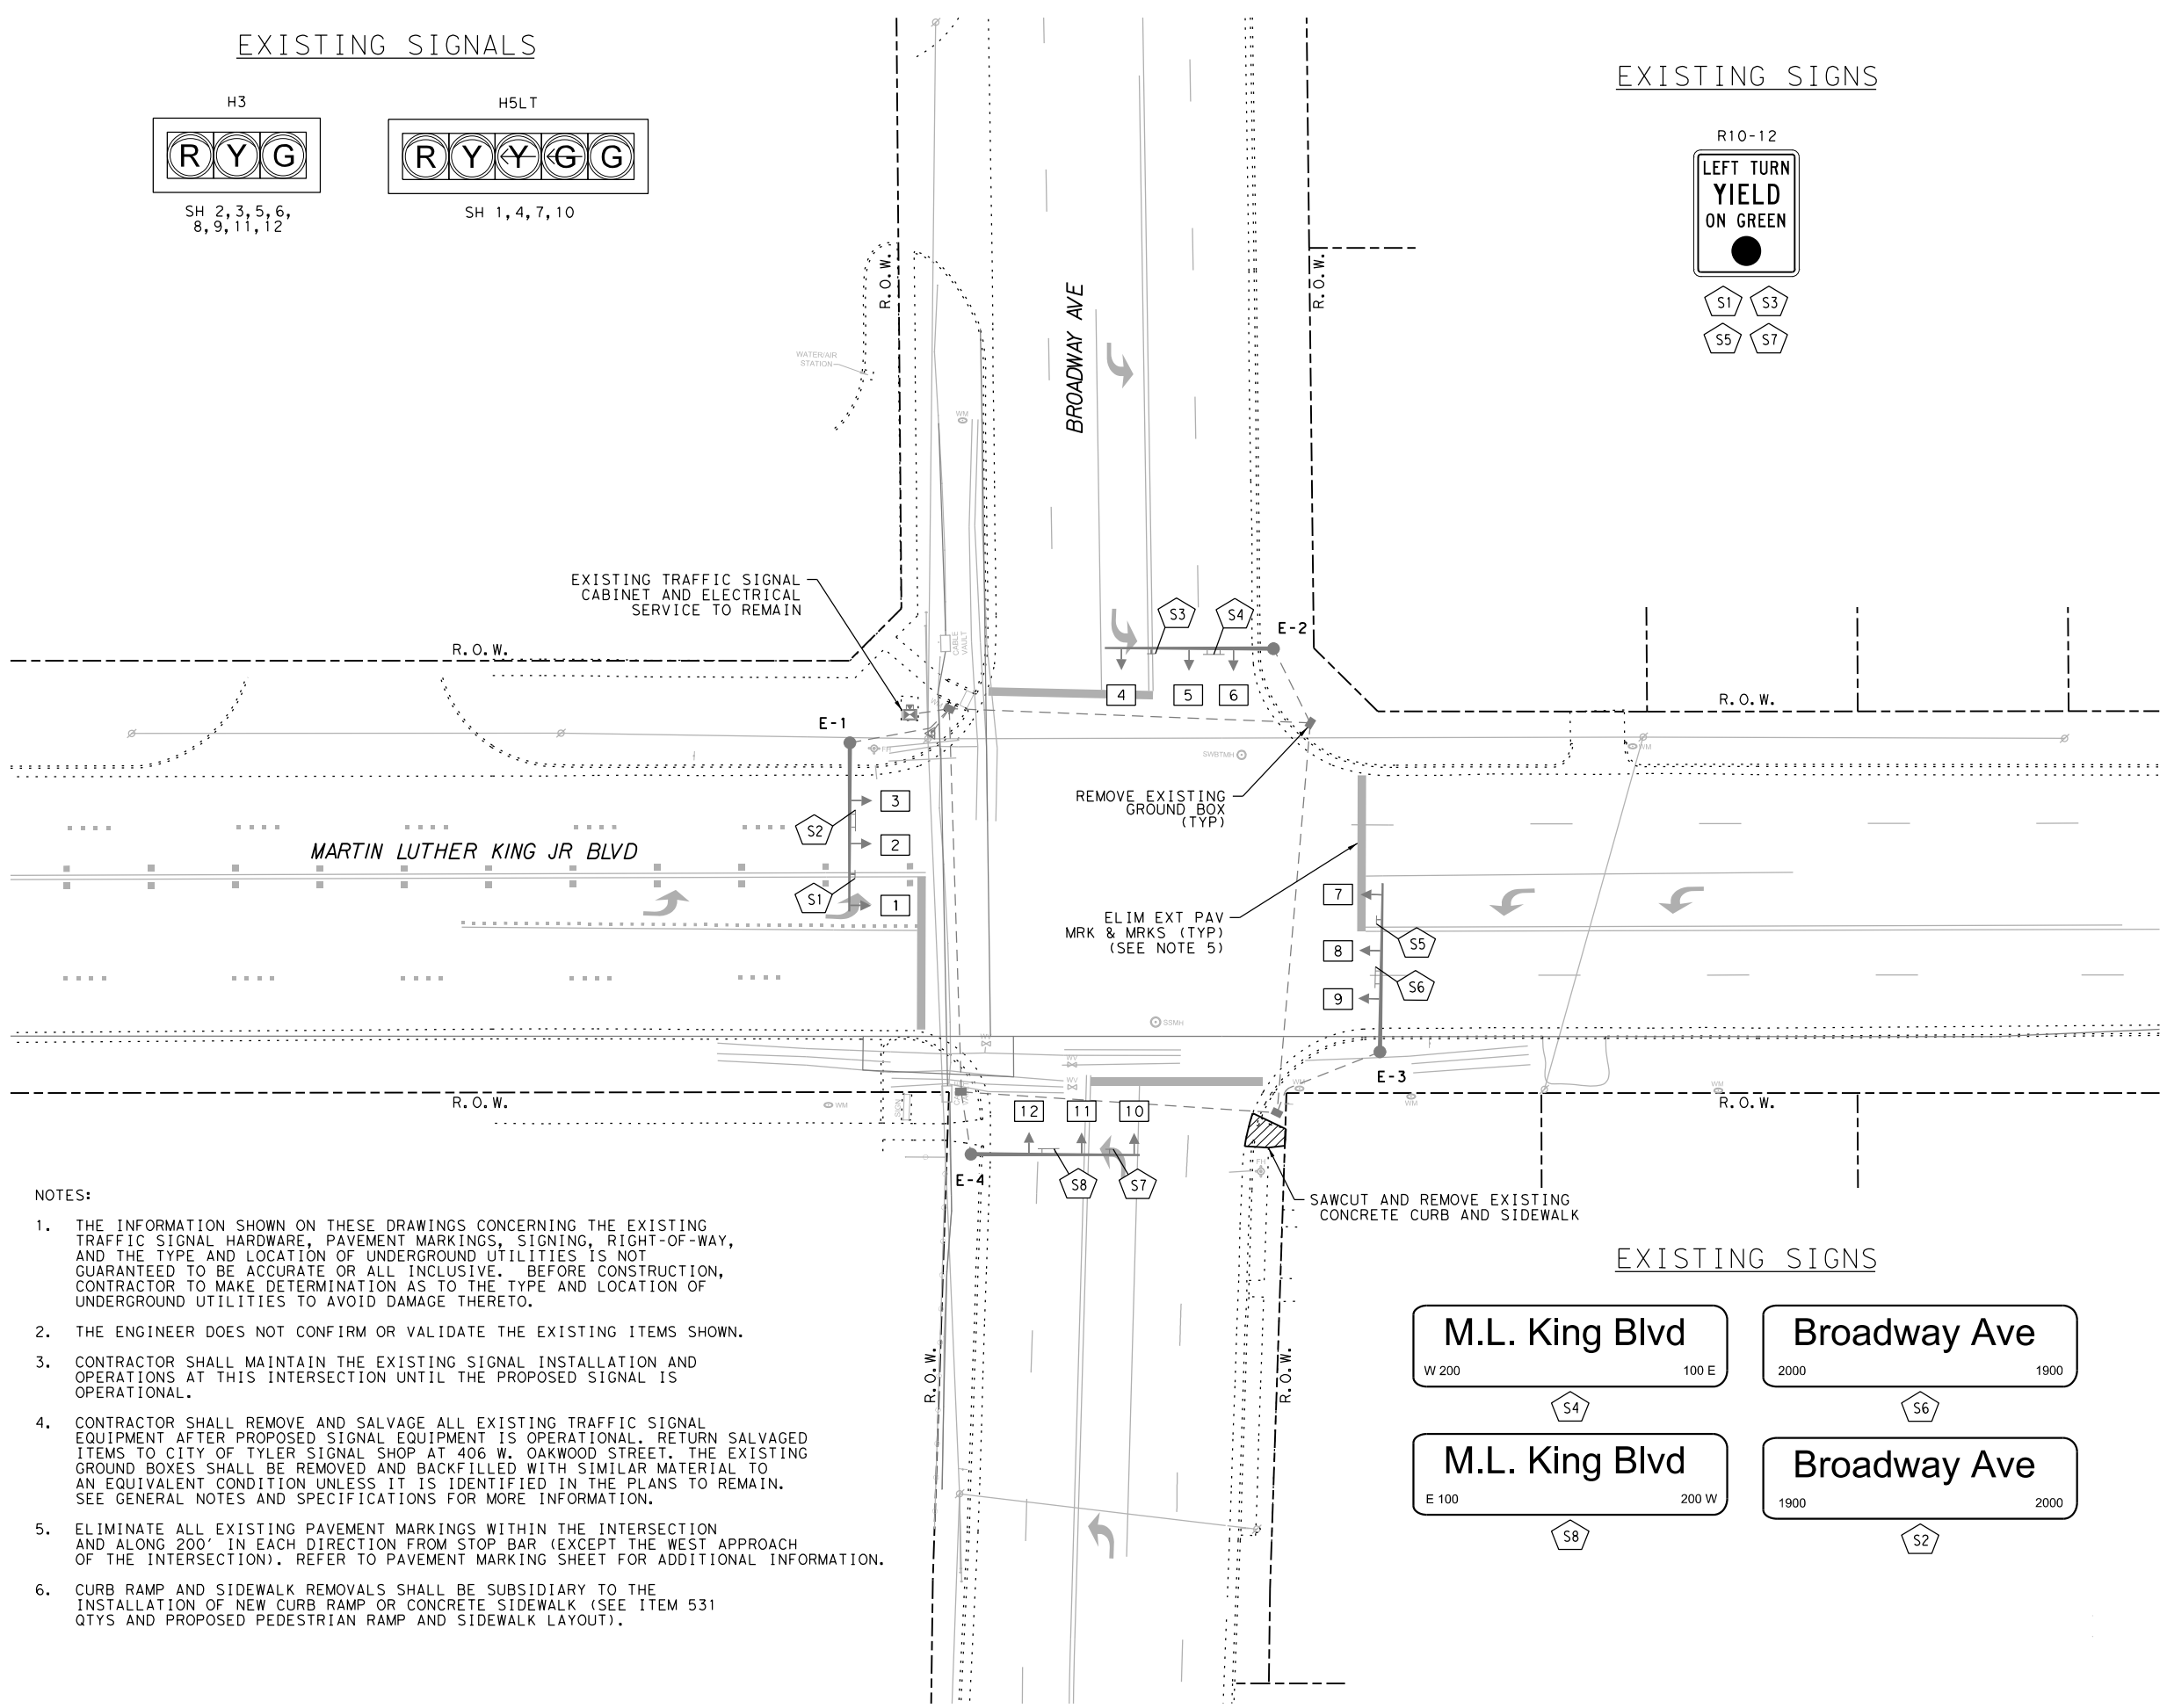 EXISTING SIGNALS
H3
R Y G
SH 2,3,5,6,
8,9,11,12
H5LT
R Y Y G G
SH 1,4,7,10
EXISTING SIGNS
R10-12
LEFT TURN
YIELD
ON GREEN
S1 S3
S5 S7
R.O.W.
R.O.W.
BROADWAY AVE
WATER/AIR
STATION
WM
EXISTING TRAFFIC SIGNAL
CABINET AND ELECTRICAL
SERVICE TO REMAIN
CABLE
VAULT
S3
S4
E-2
R.O.W.
4
5
6
R.O.W.
E-1
FH
SWBTMH
WM
REMOVE EXISTING
GROUND BOX
(TYP)
3
S2
2
MARTIN LUTHER KING JR BLVD
S1
1
ELIM EXT PAV
MRK & MRKS (TYP)
(SEE NOTE 5)
7
S5
8
S6
9
SSMH
WV
WV
WV
E-3
R.O.W.
WM
SIGN
12
11
10
WM
WM
WM
R.O.W.
E-4
S8
S7
FH
SAWCUT AND REMOVE EXISTING
CONCRETE CURB AND SIDEWALK
NOTES:
1. THE INFORMATION SHOWN ON THESE DRAWINGS CONCERNING THE EXISTING
TRAFFIC SIGNAL HARDWARE, PAVEMENT MARKINGS, SIGNING, RIGHT-OF-WAY,
AND THE TYPE AND LOCATION OF UNDERGROUND UTILITIES IS NOT
GUARANTEED TO BE ACCURATE OR ALL INCLUSIVE. BEFORE CONSTRUCTION,
CONTRACTOR TO MAKE DETERMINATION AS TO THE TYPE AND LOCATION OF
UNDERGROUND UTILITIES TO AVOID DAMAGE THERETO.
2. THE ENGINEER DOES NOT CONFIRM OR VALIDATE THE EXISTING ITEMS SHOWN.
3. CONTRACTOR SHALL MAINTAIN THE EXISTING SIGNAL INSTALLATION AND
OPERATIONS AT THIS INTERSECTION UNTIL THE PROPOSED SIGNAL IS
OPERATIONAL.
4. CONTRACTOR SHALL REMOVE AND SALVAGE ALL EXISTING TRAFFIC SIGNAL
EQUIPMENT AFTER PROPOSED SIGNAL EQUIPMENT IS OPERATIONAL. RETURN SALVAGED
ITEMS TO CITY OF TYLER SIGNAL SHOP AT 406 W. OAKWOOD STREET. THE EXISTING
GROUND BOXES SHALL BE REMOVED AND BACKFILLED WITH SIMILAR MATERIAL TO
AN EQUIVALENT CONDITION UNLESS IT IS IDENTIFIED IN THE PLANS TO REMAIN.
SEE GENERAL NOTES AND SPECIFICATIONS FOR MORE INFORMATION.
5. ELIMINATE ALL EXISTING PAVEMENT MARKINGS WITHIN THE INTERSECTION
AND ALONG 200' IN EACH DIRECTION FROM STOP BAR (EXCEPT THE WEST APPROACH
OF THE INTERSECTION). REFER TO PAVEMENT MARKING SHEET FOR ADDITIONAL INFORMATION.
6. CURB RAMP AND SIDEWALK REMOVALS SHALL BE SUBSIDIARY TO THE
INSTALLATION OF NEW CURB RAMP OR CONCRETE SIDEWALK (SEE ITEM 531
QTYS AND PROPOSED PEDESTRIAN RAMP AND SIDEWALK LAYOUT).
R.O.W.
R.O.W.
EXISTING SIGNS
M.L. King Blvd
W 200 100 E
S4
Broadway Ave
2000 1900
S6
M.L. King Blvd
E 100 200 W
S8
Broadway Ave
1900 2000
S2